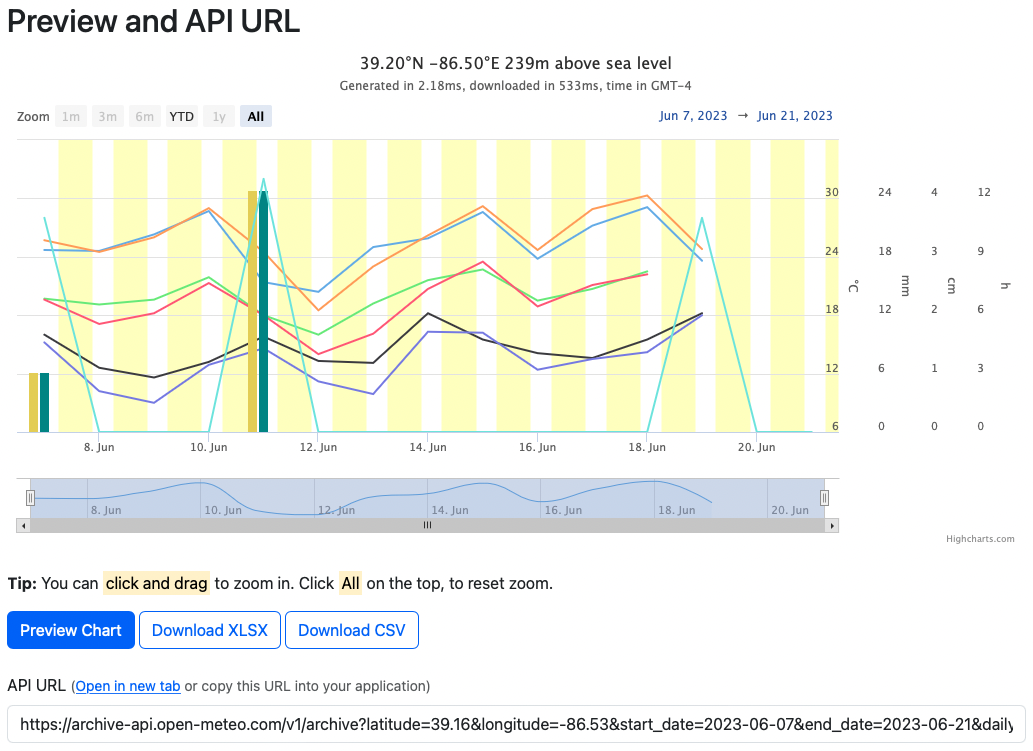 Preview and API URL
39.20°N −86.50°E 239m above sea level
Generated in 2.18ms, downloaded in 533ms, time in GMT-4
Zoom 1m 3m 6m YTD 1y All Jun 7, 2023 → Jun 21, 2023
30 24 4 12
24 18 3 9
°C mm cm h
18 12 2 6
12 6 1 3
6 0 0 0
8. Jun 10. Jun 12. Jun 14. Jun 16. Jun 18. Jun 20. Jun
8. Jun 10. Jun 12. Jun 14. Jun 16. Jun 18. Jun 20. Jun
Highcharts.com
Tip: You can click and drag to zoom in. Click All on the top, to reset zoom.
Preview Chart Download XLSX Download CSV
API URL (Open in new tab or copy this URL into your application)
https://archive-api.open-meteo.com/v1/archive?latitude=39.16&longitude=-86.53&start_date=2023-06-07&end_date=2023-06-21&daily